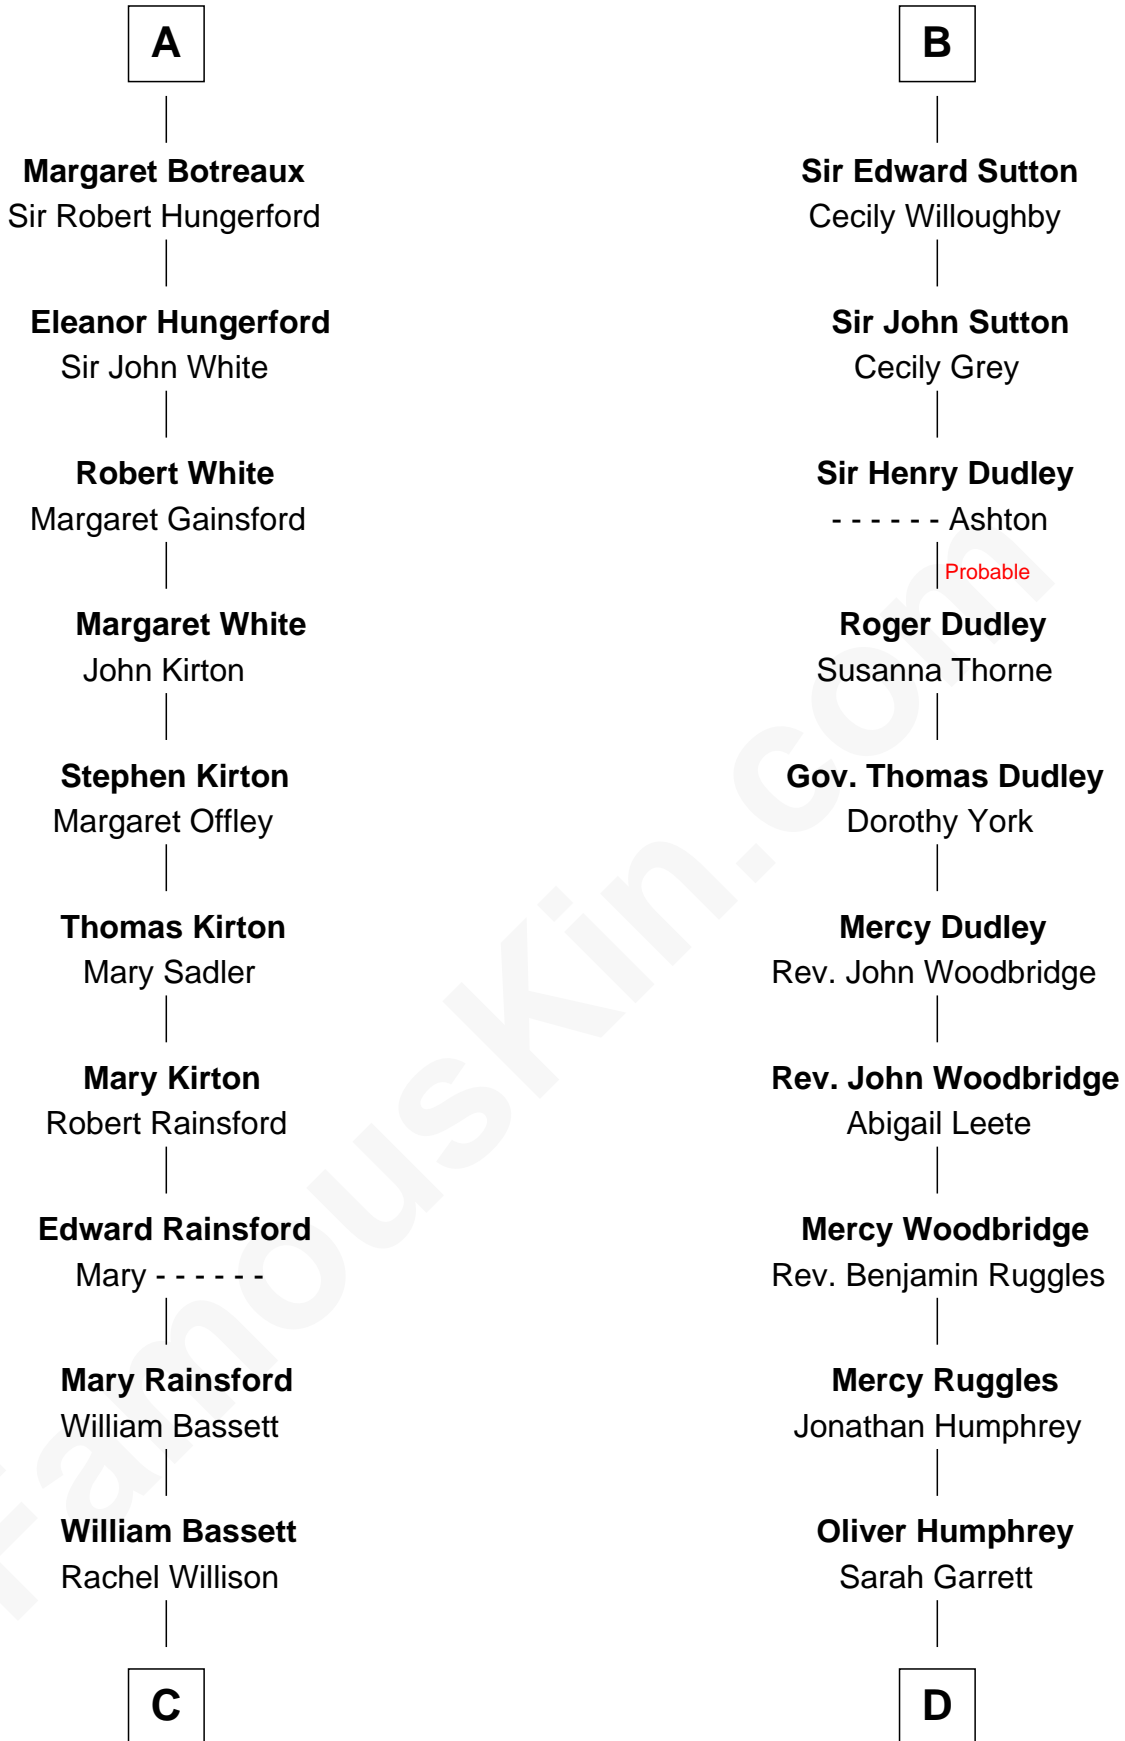 A
Margaret Botreaux
Sir Robert Hungerford
Eleanor Hungerford
Sir John White
Robert White
Margaret Gainsford
Margaret White
John Kirton
Stephen Kirton
Margaret Offley
Thomas Kirton
Mary Sadler
Mary Kirton
Robert Rainsford
Edward Rainsford
Mary - - - - - -
Mary Rainsford
William Bassett
William Bassett
Rachel Willison
C
B
Sir Edward Sutton
Cecily Willoughby
Sir John Sutton
Cecily Grey
Sir Henry Dudley
- - - - - - Ashton
Probable
Roger Dudley
Susanna Thorne
Gov. Thomas Dudley
Dorothy York
Mercy Dudley
Rev. John Woodbridge
Rev. John Woodbridge
Abigail Leete
Mercy Woodbridge
Rev. Benjamin Ruggles
Mercy Ruggles
Jonathan Humphrey
Oliver Humphrey
Sarah Garrett
D
FamousKin.com